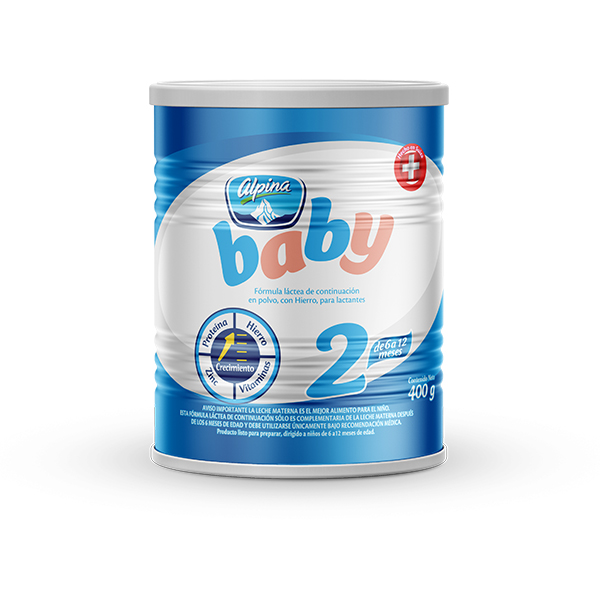 Alpina
baby
Fórmula láctea de continuación
en polvo, con Hierro, para lactantes
Proteína
Hierro
Crecimiento
Zinc
Vitaminas
2
de 6 a 12
meses
Contenido Neto
400 g
AVISO IMPORTANTE LA LECHE MATERNA ES EL MEJOR ALIMENTO PARA EL NIÑO.
ESTA FÓRMULA LÁCTEA DE CONTINUACIÓN SÓLO ES COMPLEMENTARIA DE LA LECHE MATERNA DESPUÉS
DE LOS 6 MESES DE EDAD Y DEBE UTILIZARSE ÚNICAMENTE BAJO RECOMENDACIÓN MÉDICA.
Producto listo para preparar, dirigido a niños de 6 a12 meses de edad.